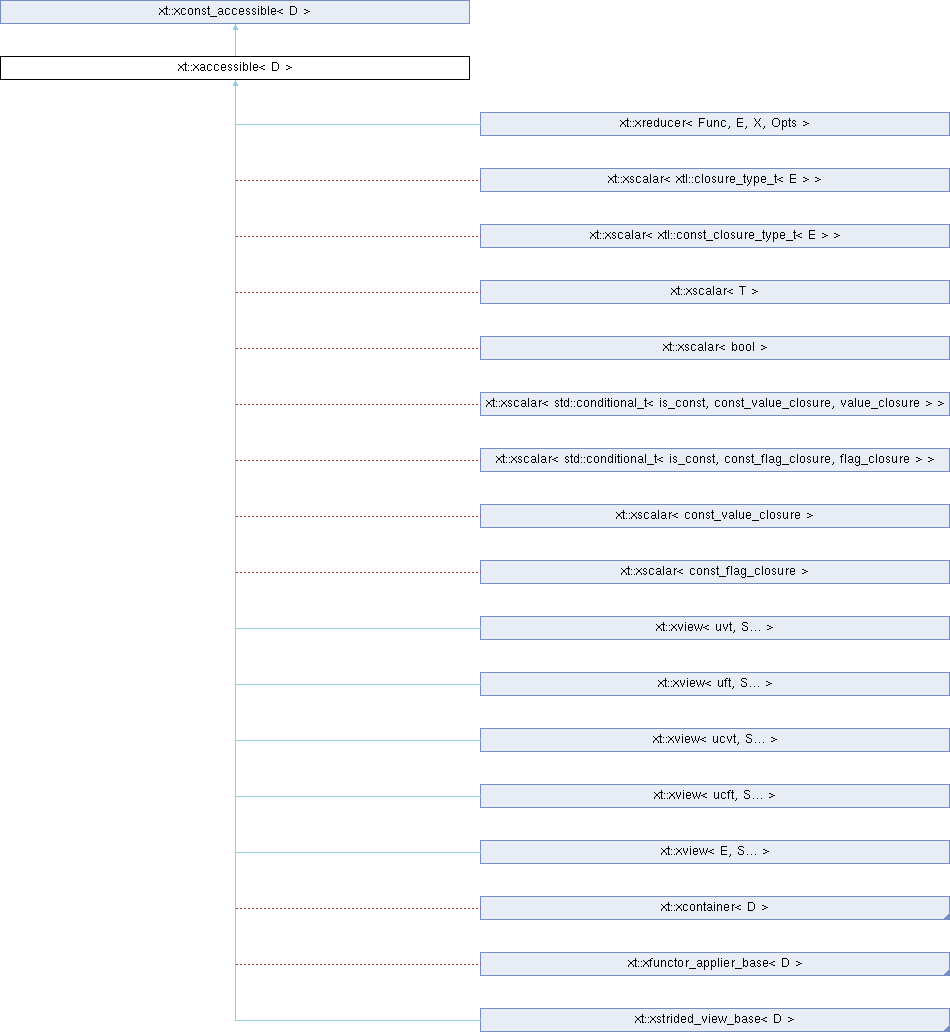 xt::xconst_accessible< D >
xt::xaccessible< D >
xt::xreducer< Func, E, X, Opts >
xt::xscalar< xtl::closure_type_t< E > >
xt::xscalar< xtl::const_closure_type_t< E > >
xt::xscalar< T >
xt::xscalar< bool >
xt::xscalar< std::conditional_t< is_const, const_value_closure, value_closure > >
xt::xscalar< std::conditional_t< is_const, const_flag_closure, flag_closure > >
xt::xscalar< const_value_closure >
xt::xscalar< const_flag_closure >
xt::xview< uvt, S... >
xt::xview< uft, S... >
xt::xview< ucvt, S... >
xt::xview< ucft, S... >
xt::xview< E, S... >
xt::xcontainer< D >
xt::xfunctor_applier_base< D >
xt::xstrided_view_base< D >